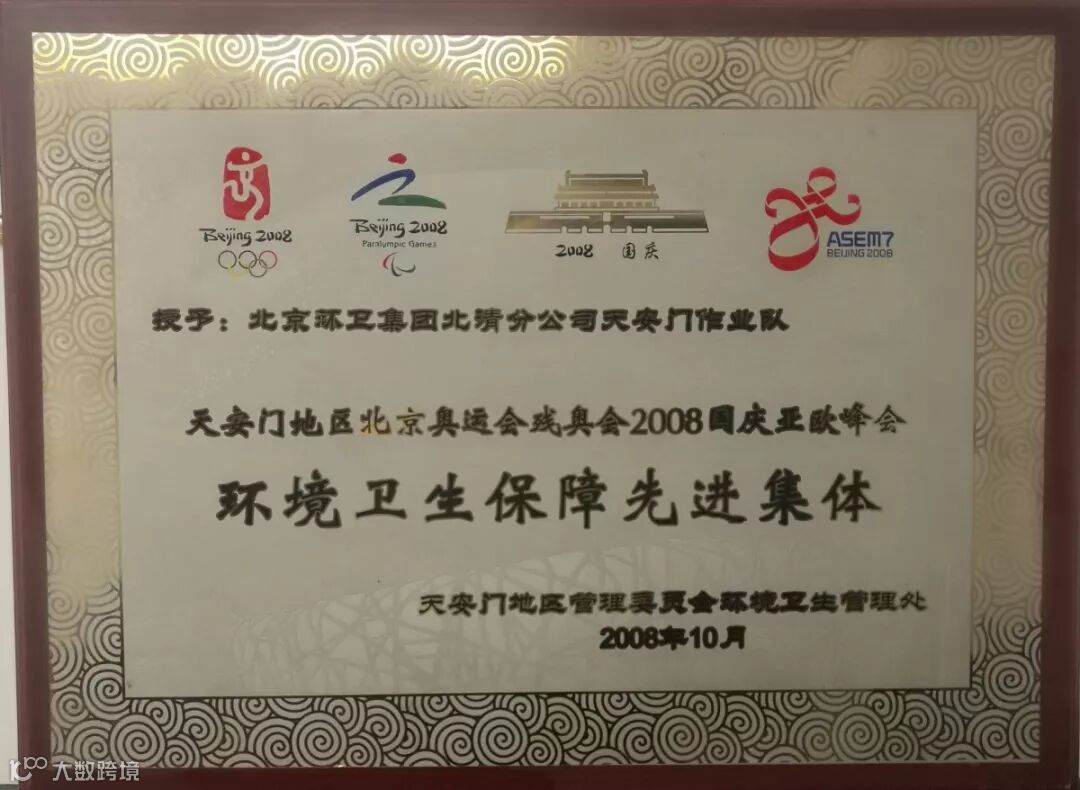 Beijing 2008
Beijing 2008
Paralympic Games
2008 国庆
ASEM7
BEIJING 2008
授予：北京环卫集团北清分公司天安门作业队
天安门地区北京奥运会残奥会2008国庆亚欧峰会
环境卫生保障先进集体
天安门地区管理委员会环境卫生管理处
2008年10月
大数跨境